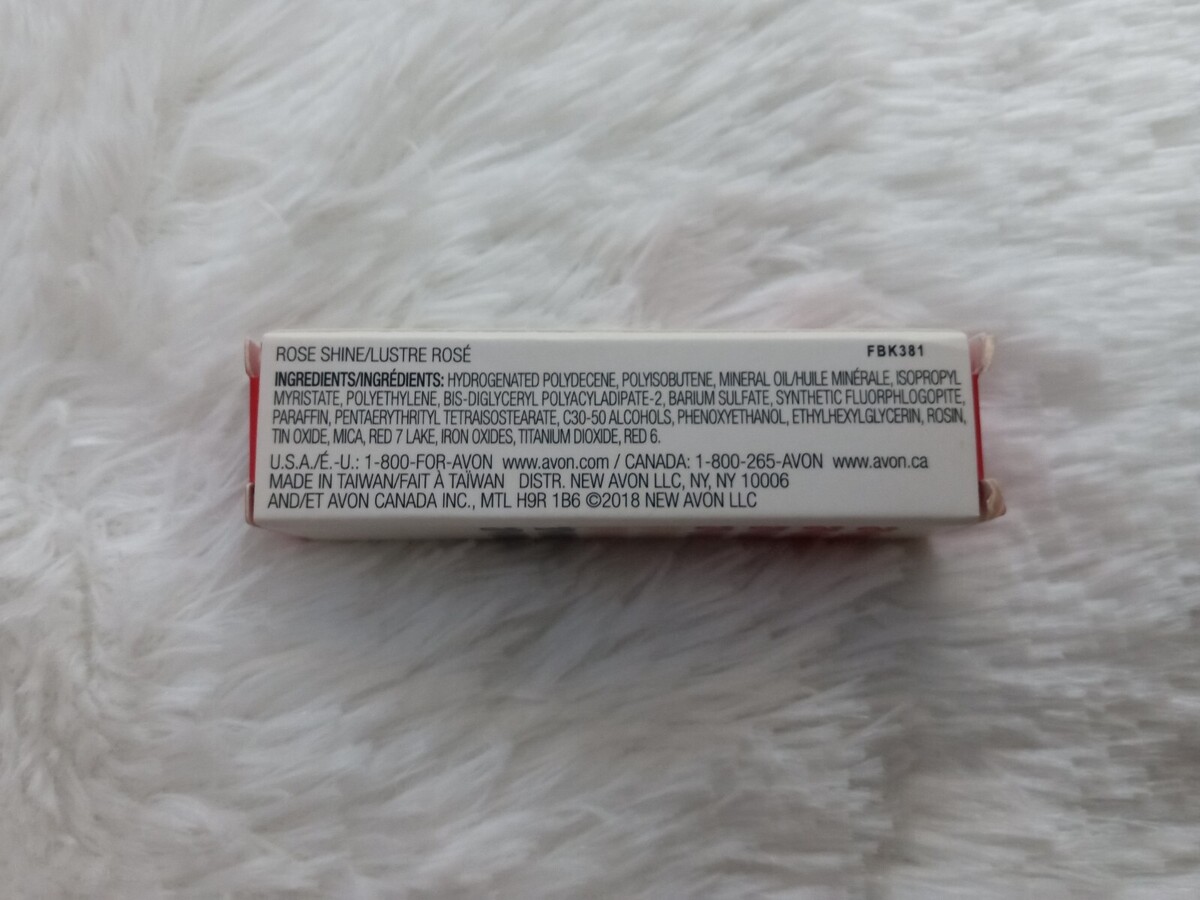 ROSE SHINE/LUSTRE ROSÉ FBK381
INGREDIENTS/INGRÉDIENTS: HYDROGENATED POLYDECENE, POLYISOBUTENE, MINERAL OIL/HUILE MINÉRALE, ISOPROPYL
MYRISTATE, POLYETHYLENE, BIS-DIGLYCERYL POLYACYLADIPATE-2, BARIUM SULFATE, SYNTHETIC FLUORPHLOGOPITE,
PARAFFIN, PENTAERYTHRITYL TETRAISOSTEARATE, C30-50 ALCOHOLS, PHENOXYETHANOL, ETHYLHEXYLGLYCERIN, ROSIN,
TIN OXIDE, MICA, RED 7 LAKE, IRON OXIDES, TITANIUM DIOXIDE, RED 6.
U.S.A./É.-U.: 1-800-FOR-AVON www.avon.com / CANADA: 1-800-265-AVON www.avon.ca
MADE IN TAIWAN/FAIT À TAÏWAN DISTR. NEW AVON LLC, NY, NY 10006
AND/ET AVON CANADA INC., MTL H9R 1B6 ©2018 NEW AVON LLC